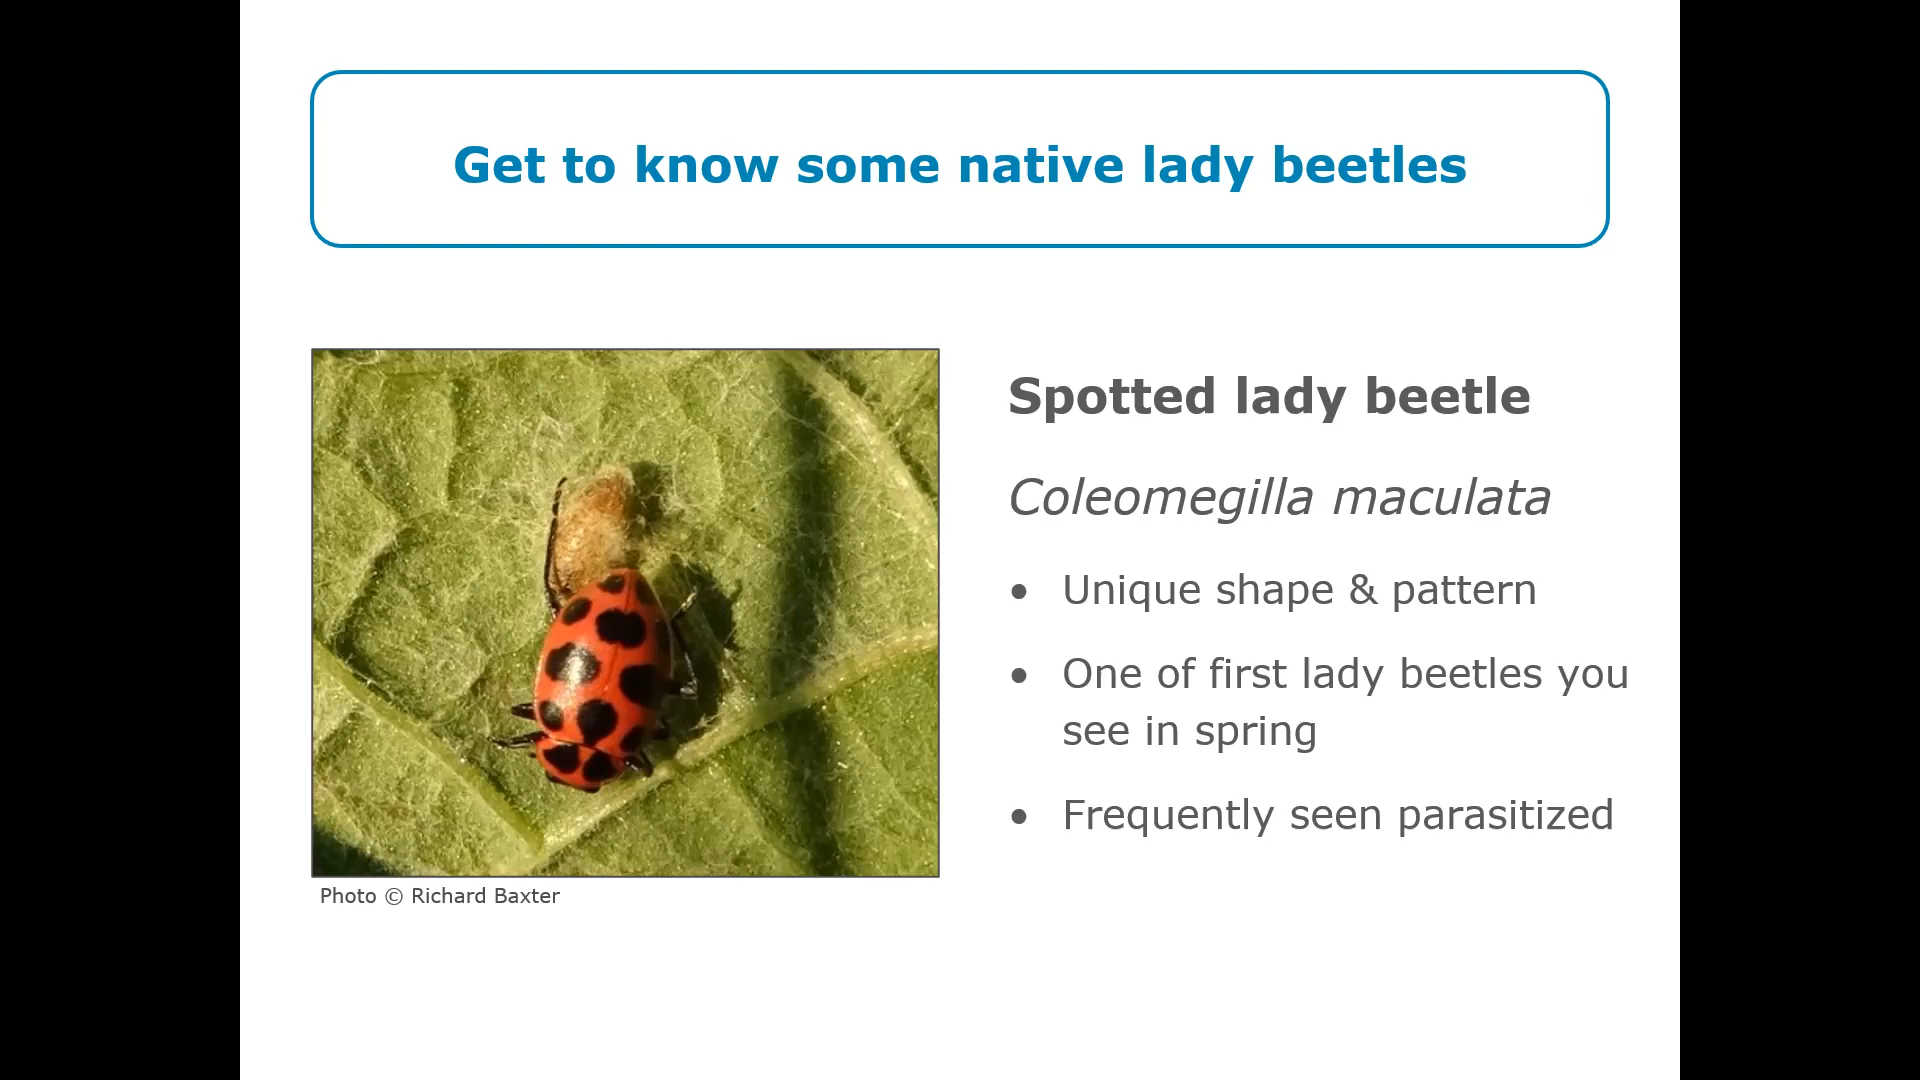 Get to know some native lady beetles
Spotted lady beetle
Coleomegilla maculata
• Unique shape & pattern
• One of first lady beetles you
see in spring
• Frequently seen parasitized
Photo © Richard Baxter